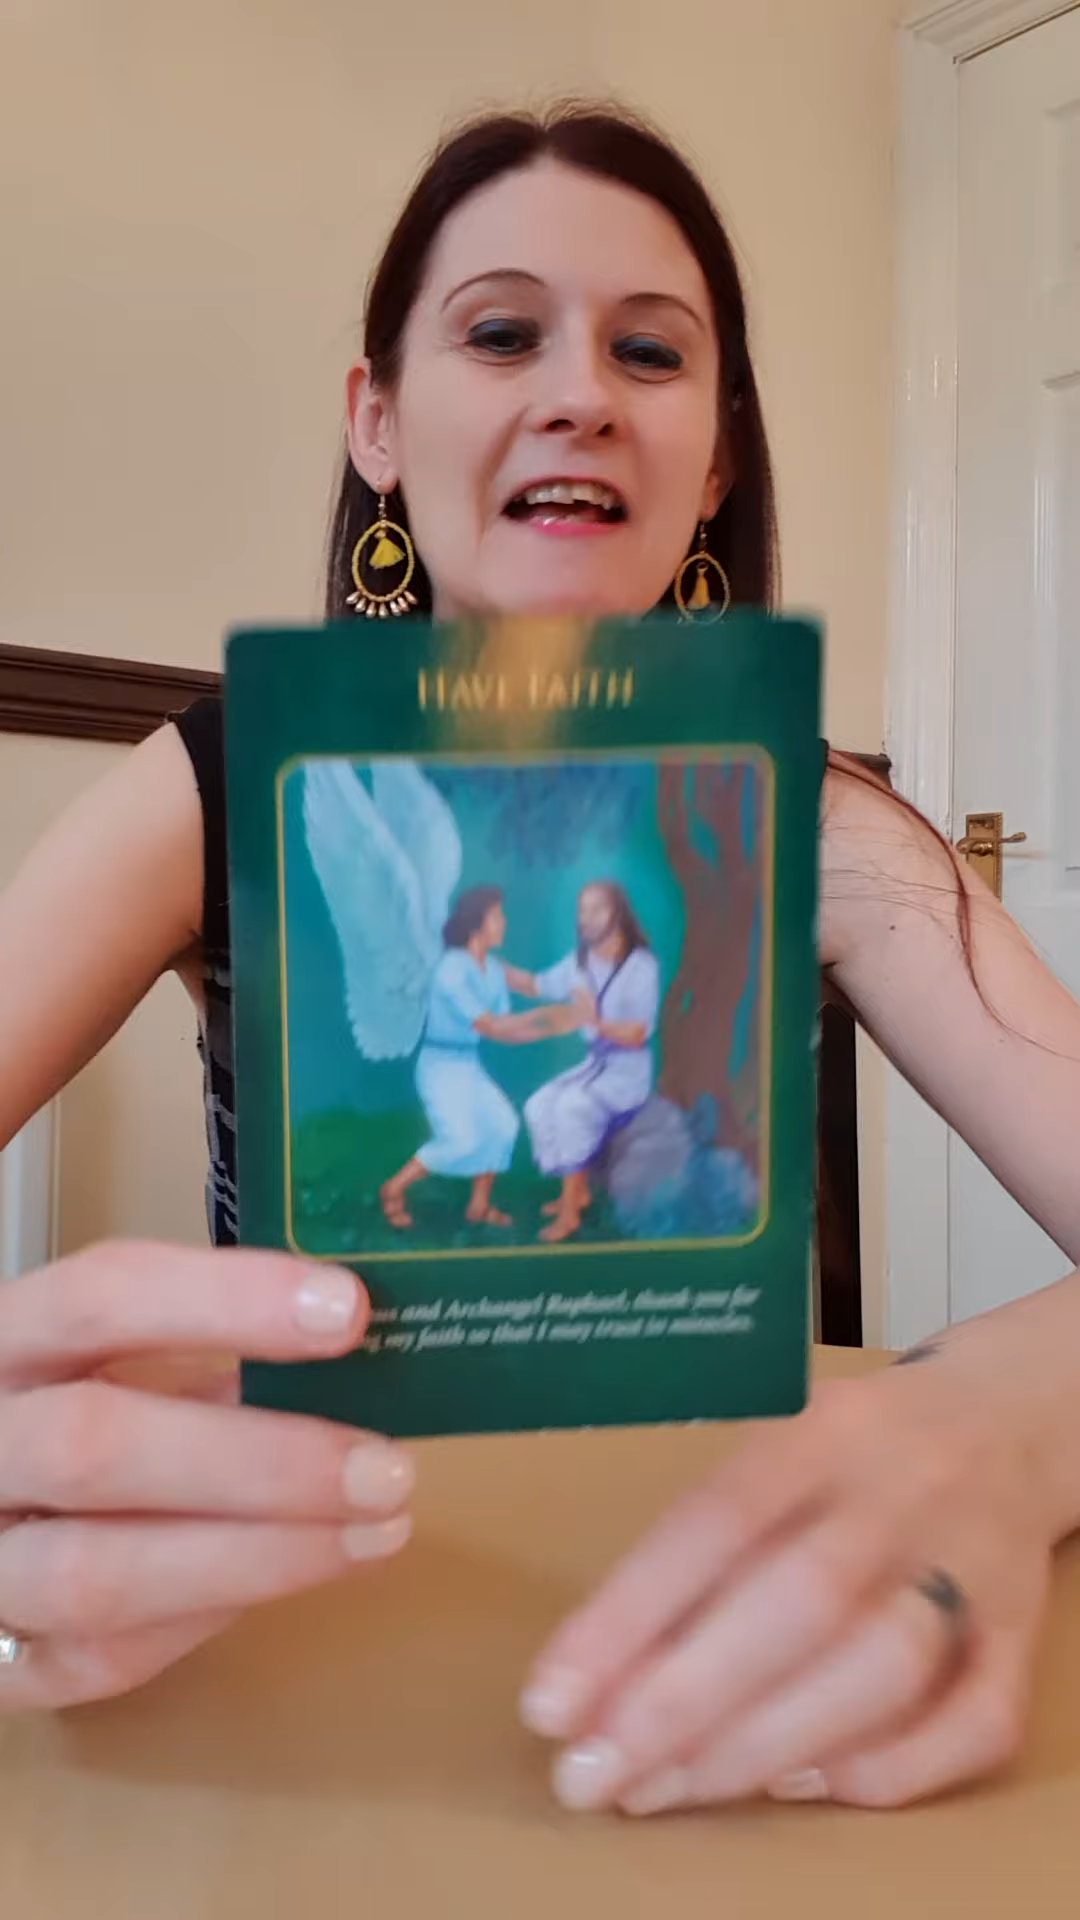 HAVE FAITH
and Archangel Raphael, thank you for
my faith so that I may trust in miracles.